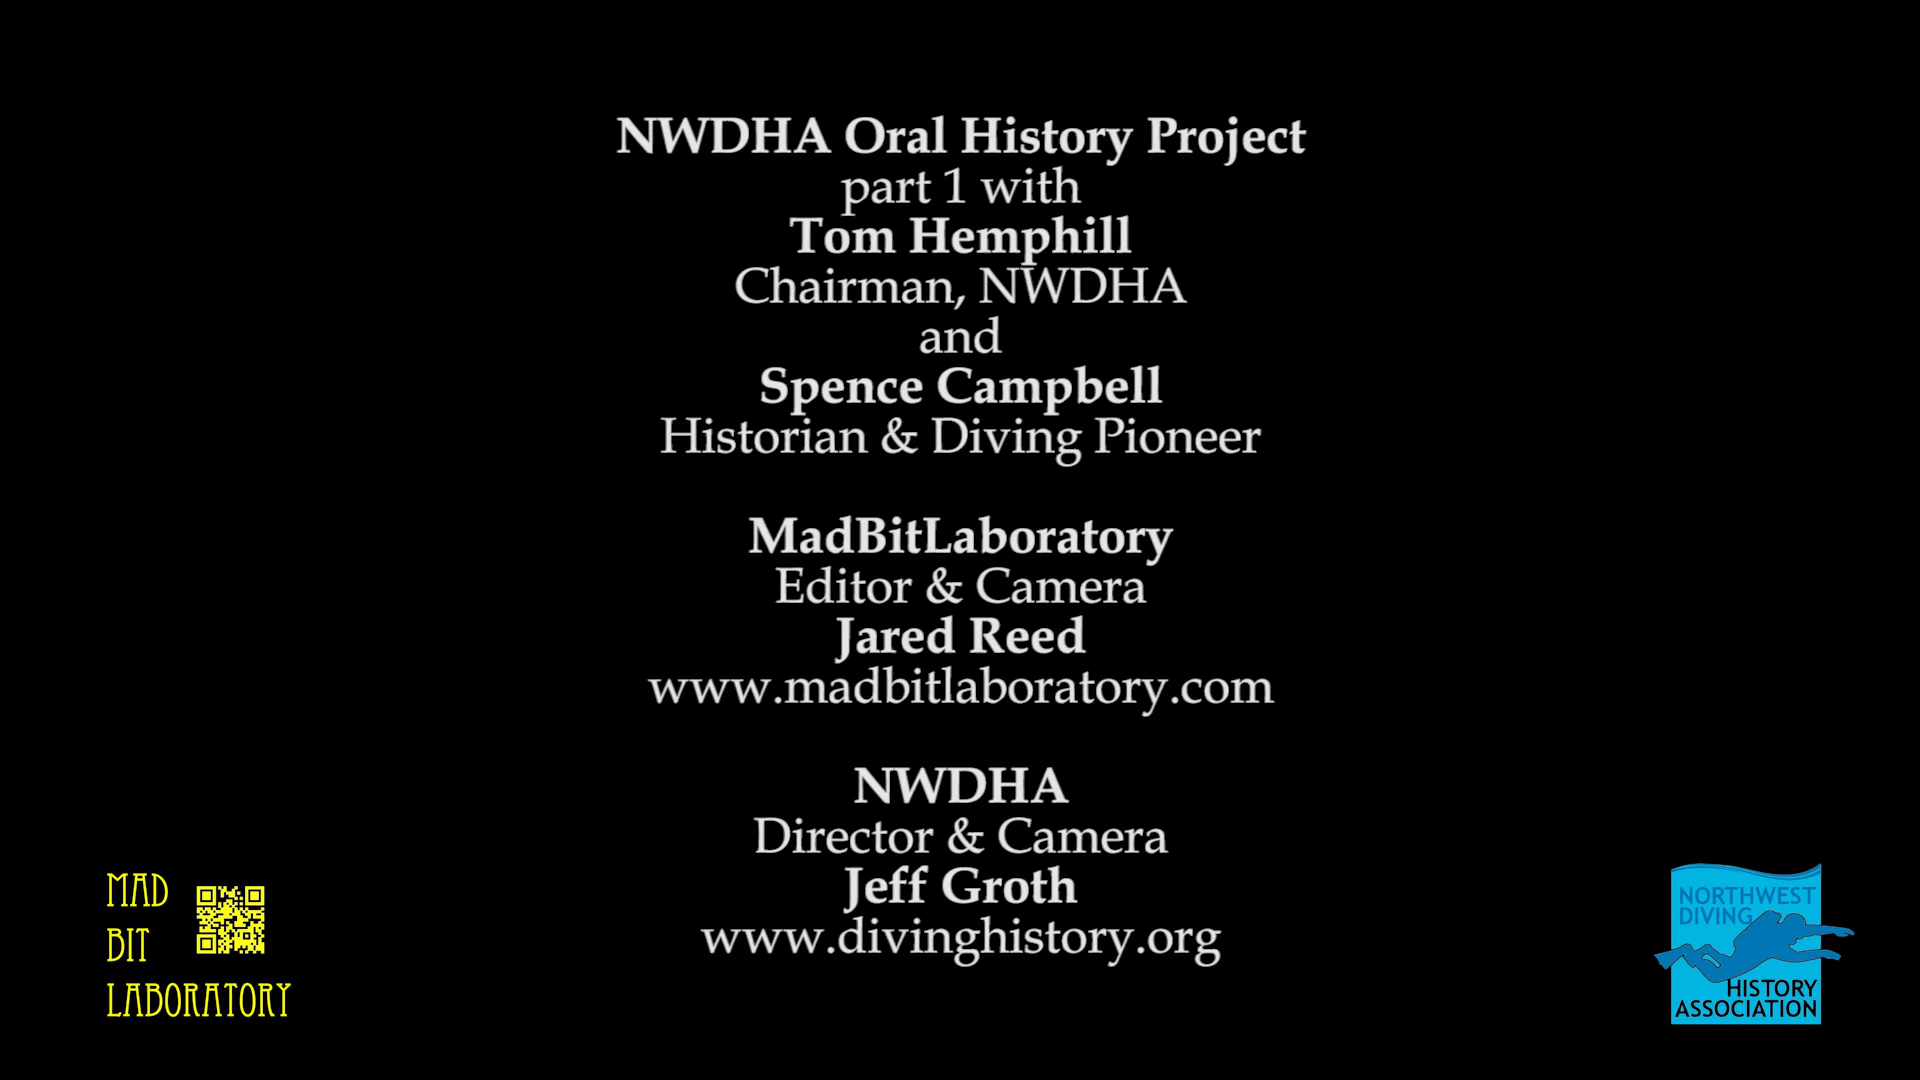 NWDHA Oral History Project
part 1 with
Tom Hemphill
Chairman, NWDHA
and
Spence Campbell
Historian & Diving Pioneer
MadBitLaboratory
Editor & Camera
Jared Reed
www.madbitlaboratory.com
NWDHA
Director & Camera
Jeff Groth
www.divinghistory.org
MAD
BIT
LABORATORY
NORTHWEST
DIVING
HISTORY
ASSOCIATION